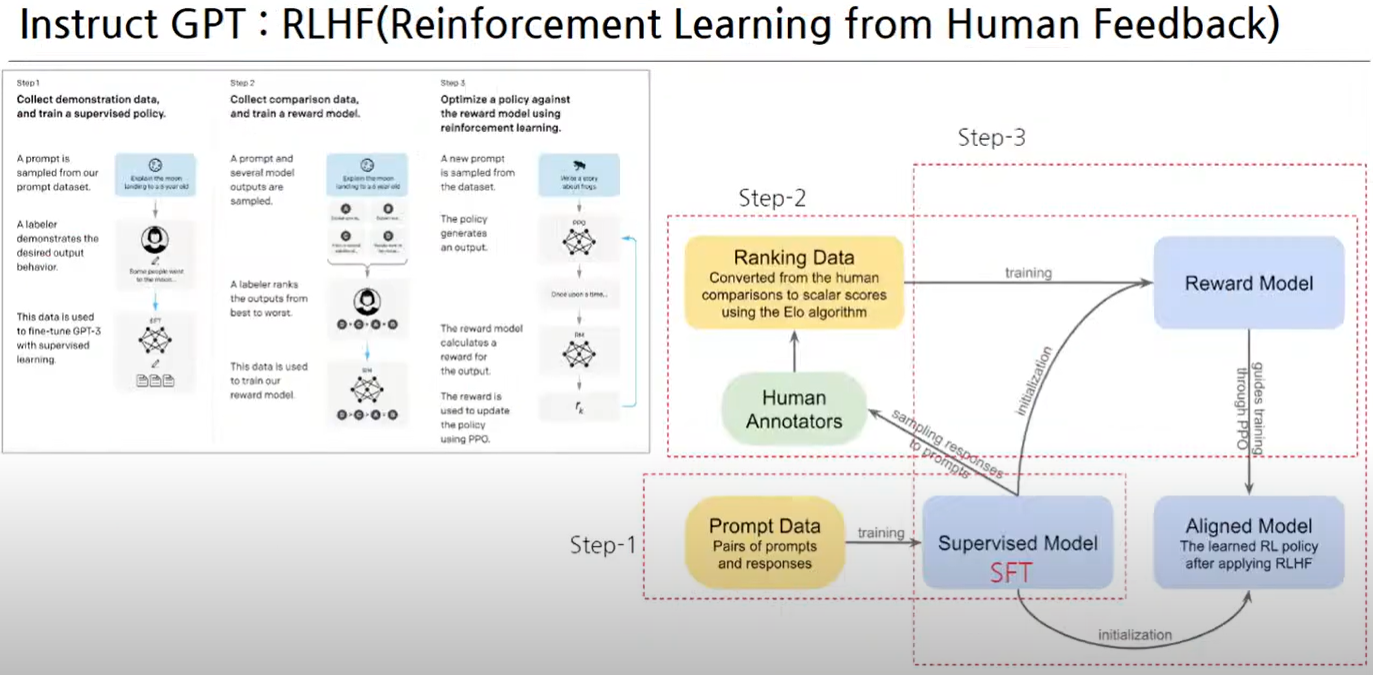 Instruct GPT : RLHF(Reinforcement Learning from Human Feedback)
Step 1
Collect demonstration data,
and train a supervised policy.
A prompt is
sampled from our
prompt dataset.
Explain the moon
landing to a 6 year old
A labeler
demonstrates the
desired output
behavior.
Some people went
to the moon...
This data is used
to fine-tune GPT-3
with supervised
learning.
Step 2
Collect comparison data,
and train a reward model.
A prompt and
several model
outputs are
sampled.
Explain the moon
landing to a 6 year old
A B
C D
A labeler ranks
the outputs from
best to worst.
D > C > A > B
This data is used
to train our
reward model.
RM
D > C > A > B
Step 3
Optimize a policy against
the reward model using
reinforcement learning.
A new prompt
is sampled from
the dataset.
Write a story
about frogs
The policy
generates
an output.
PPO
Once upon a time...
The reward model
calculates a
reward for
the output.
RM
The reward is
used to update
the policy
using PPO.
rk
Step-3
Step-2
Ranking Data
Converted from the human
comparisons to scalar scores
using the Elo algorithm
training
Reward Model
Human
Annotators
initialization
guides training
through PPO
sampling responses
to prompts
Step-1
Prompt Data
Pairs of prompts
and responses
training
Supervised Model
SFT
Aligned Model
The learned RL policy
after applying RLHF
initialization